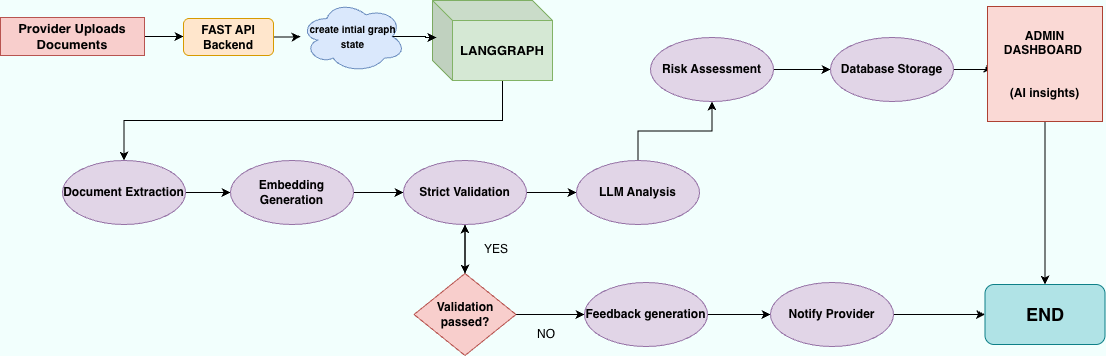 Provider Uploads
Documents
FAST API
Backend
create intial graph
state
LANGGRAPH
Risk Assessment
Database Storage
ADMIN
DASHBOARD
(AI insights)
Document Extraction
Embedding
Generation
Strict Validation
LLM Analysis
YES
Validation
passed?
NO
Feedback generation
Notify Provider
END